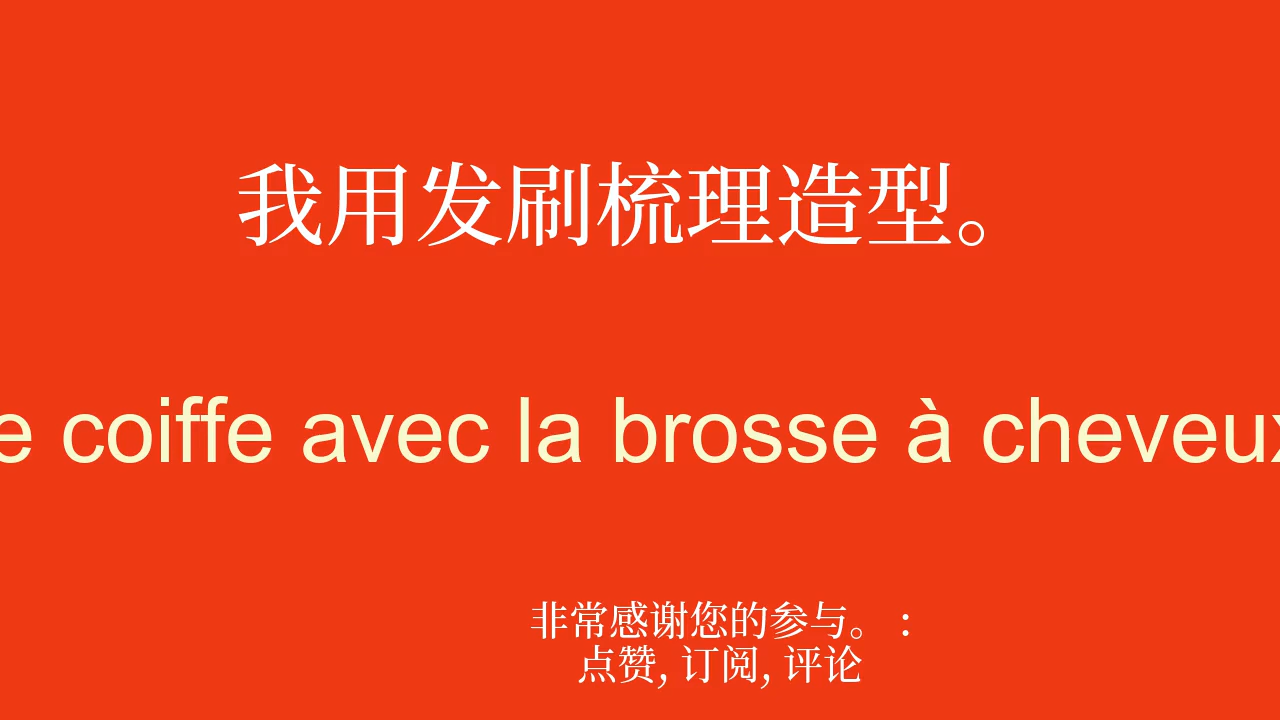 我用发刷梳理造型。
e coiffe avec la brosse à cheveux
非常感谢您的参与。 :
点赞, 订阅, 评论